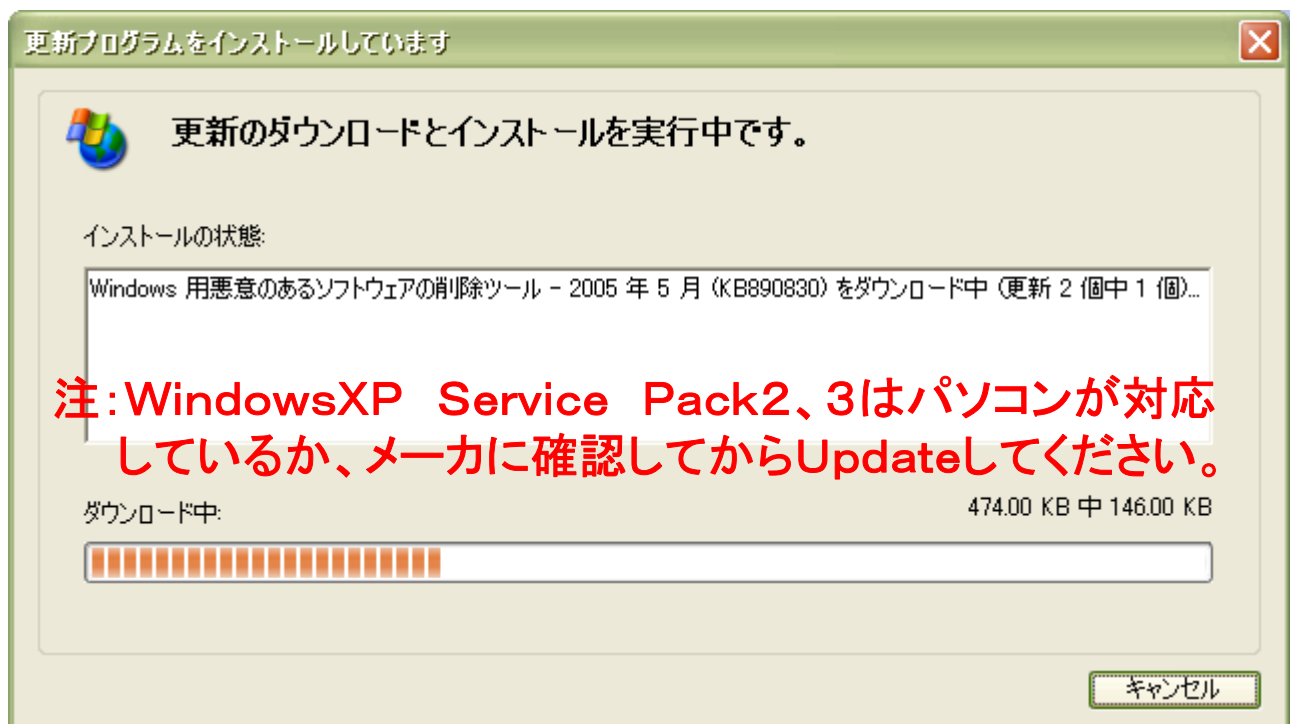 更新プログラムをインストールしています
更新のダウンロードとインストールを実行中です。
インストールの状態:
Windows 用悪意のあるソフトウェアの削除ツール - 2005 年 5 月 (KB890830) をダウンロード中 (更新 2 個中 1 個)...
注:WindowsXP　Service　Pack2、3はパソコンが対応
しているか、メーカに確認してからUpdateしてください。
ダウンロード中:
474.00 KB 中 146.00 KB
キャンセル